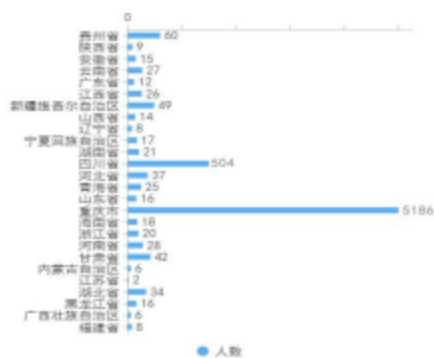 0
贵州省 60
陕西省 9
安徽省 15
云南省 27
广东省 12
江西省 26
新疆维吾尔自治区 49
山西省 14
辽宁省 8
宁夏回族自治区 17
湖南省 21
四川省 504
河北省 37
青海省 25
山东省 16
重庆市 5186
海南省 18
浙江省 20
河南省 28
甘肃省 42
内蒙古自治区 6
江苏省 2
湖北省 34
黑龙江省 16
广西壮族自治区 6
福建省 8
人数